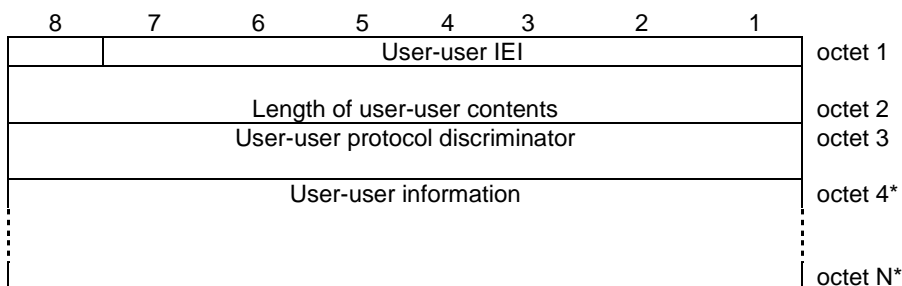 8 7 6 5 4 3 2 1
User-user IEI octet 1
Length of user-user contents octet 2
User-user protocol discriminator octet 3
User-user information octet 4*
octet N*